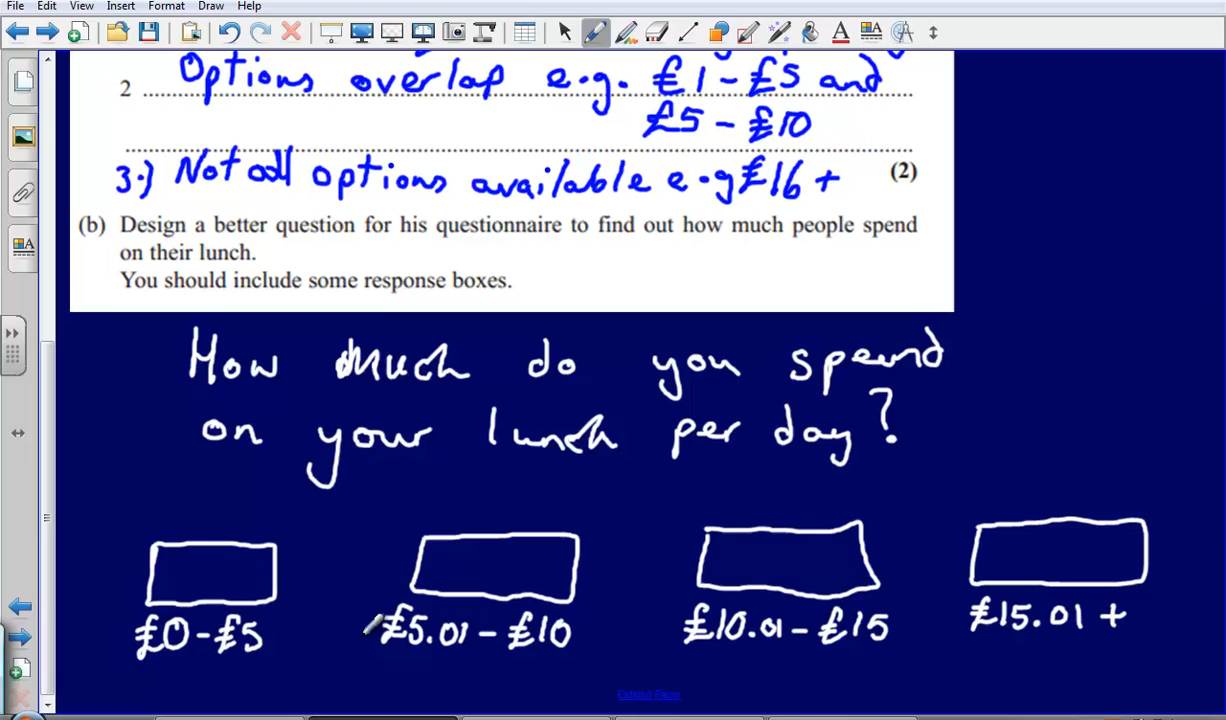 File Edit View Insert Format Draw Help
Options overlap e.g. £1 - £5 and
2
£5 - £10
3.) Not all options available e.g £16 +
(2)
(b) Design a better question for his questionnaire to find out how much people spend
on their lunch.
You should include some response boxes.
How much do you spend
on your lunch per day?
£0 - £5 £5.01 - £10 £10.01 - £15 £15.01 +
Extend Page